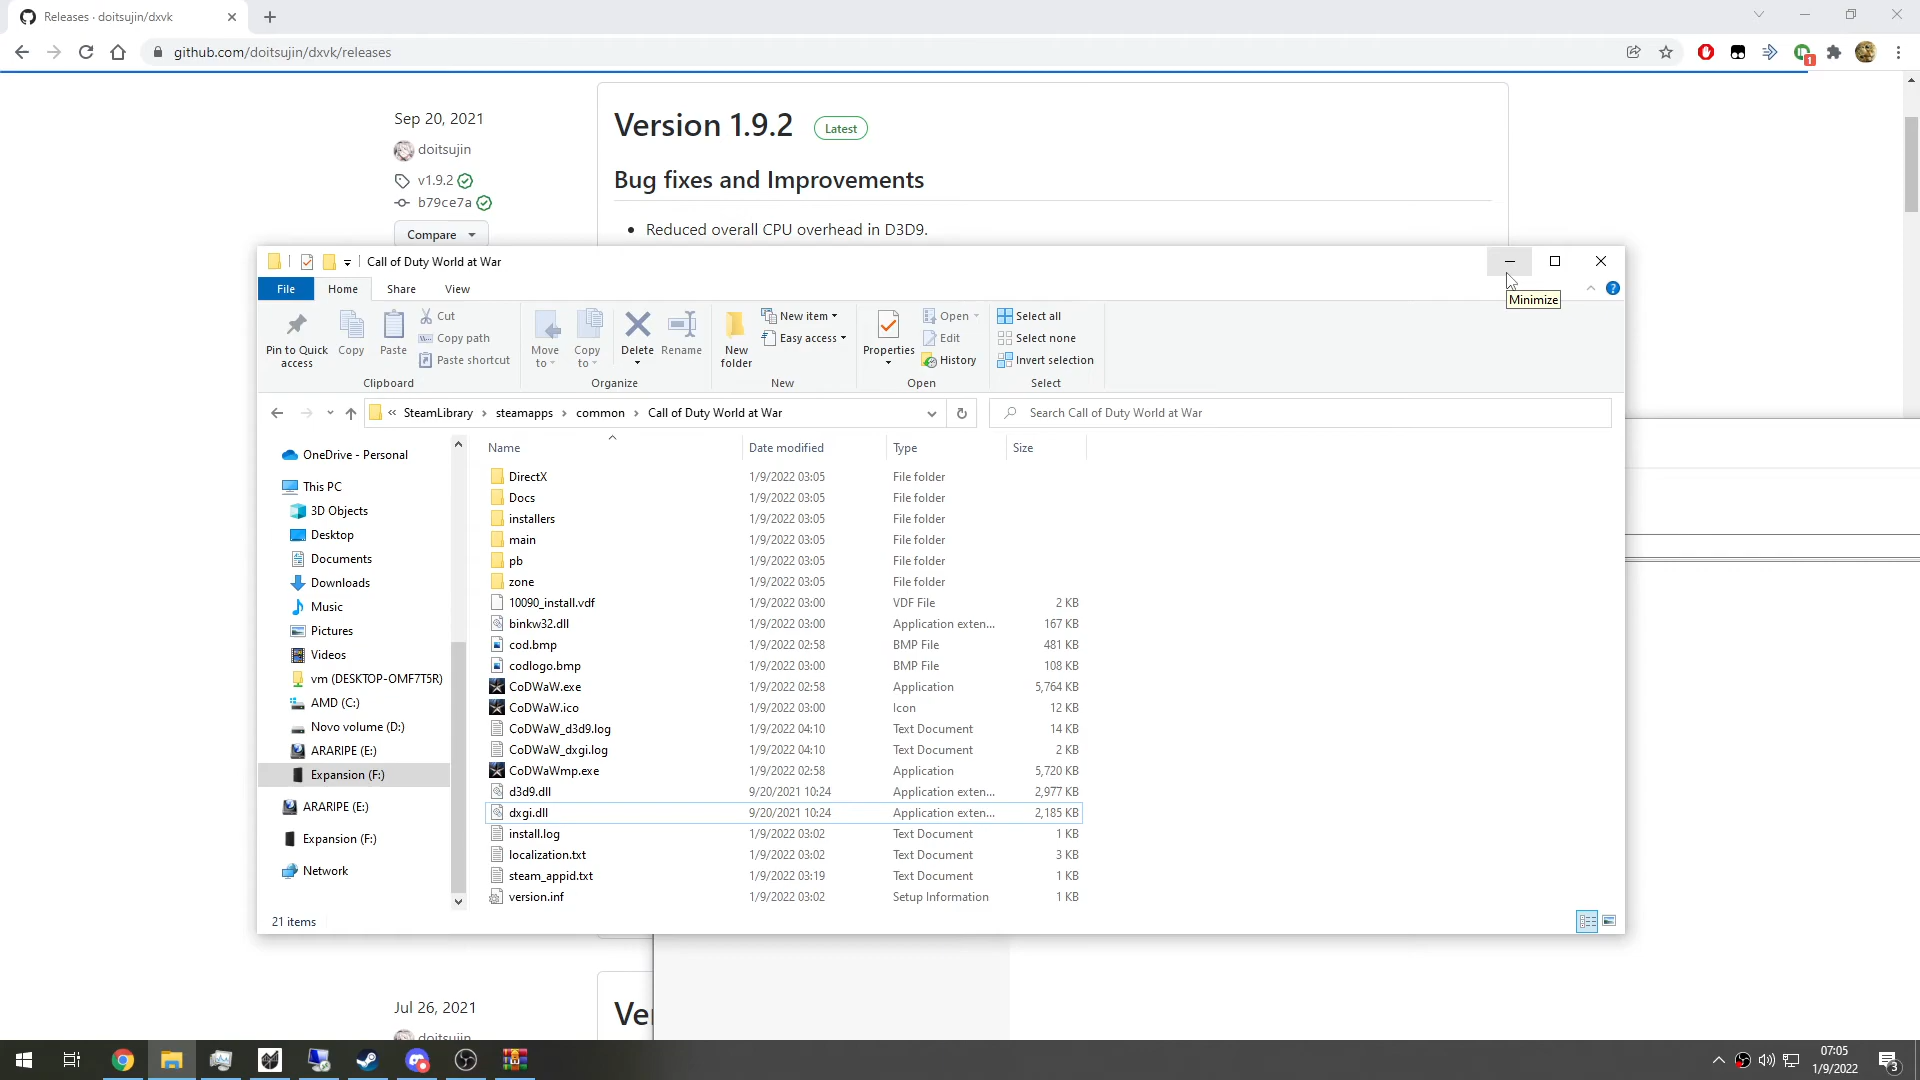 Releases · doitsujin/dxvk
github.com/doitsujin/dxvk/releases
1
Sep 20, 2021
doitsujin
v1.9.2
b79ce7a
Compare
Version 1.9.2 Latest
Bug fixes and Improvements
Reduced overall CPU overhead in D3D9.
Call of Duty World at War
File Home Share View
Minimize
Pin to Quick access
Copy
Paste
Cut
Copy path
Paste shortcut
Clipboard
Move to
Copy to
Delete
Rename
Organize
New folder
New item
Easy access
New
Properties
Open
Edit
History
Open
Select all
Select none
Invert selection
Select
« SteamLibrary › steamapps › common › Call of Duty World at War
Search Call of Duty World at War
OneDrive - Personal
This PC
3D Objects
Desktop
Documents
Downloads
Music
Pictures
Videos
vm (DESKTOP-OMF7T5R)
AMD (C:)
Novo volume (D:)
ARARIPE (E:)
Expansion (F:)
ARARIPE (E:)
Expansion (F:)
Network
Name Date modified Type Size
DirectX 1/9/2022 03:05 File folder
Docs 1/9/2022 03:05 File folder
installers 1/9/2022 03:05 File folder
main 1/9/2022 03:05 File folder
pb 1/9/2022 03:05 File folder
zone 1/9/2022 03:05 File folder
10090_install.vdf 1/9/2022 03:00 VDF File 2 KB
binkw32.dll 1/9/2022 03:00 Application exten... 167 KB
cod.bmp 1/9/2022 02:58 BMP File 481 KB
codlogo.bmp 1/9/2022 03:00 BMP File 108 KB
CoDWaW.exe 1/9/2022 02:58 Application 5,764 KB
CoDWaW.ico 1/9/2022 03:00 Icon 12 KB
CoDWaW_d3d9.log 1/9/2022 04:10 Text Document 14 KB
CoDWaW_dxgi.log 1/9/2022 04:10 Text Document 2 KB
CoDWaWmp.exe 1/9/2022 02:58 Application 5,720 KB
d3d9.dll 9/20/2021 10:24 Application exten... 2,977 KB
dxgi.dll 9/20/2021 10:24 Application exten... 2,185 KB
install.log 1/9/2022 03:02 Text Document 1 KB
localization.txt 1/9/2022 03:02 Text Document 3 KB
steam_appid.txt 1/9/2022 03:19 Text Document 1 KB
version.inf 1/9/2022 03:02 Setup Information 1 KB
21 items
Jul 26, 2021
doitsujin
Ve
07:05
1/9/2022
3